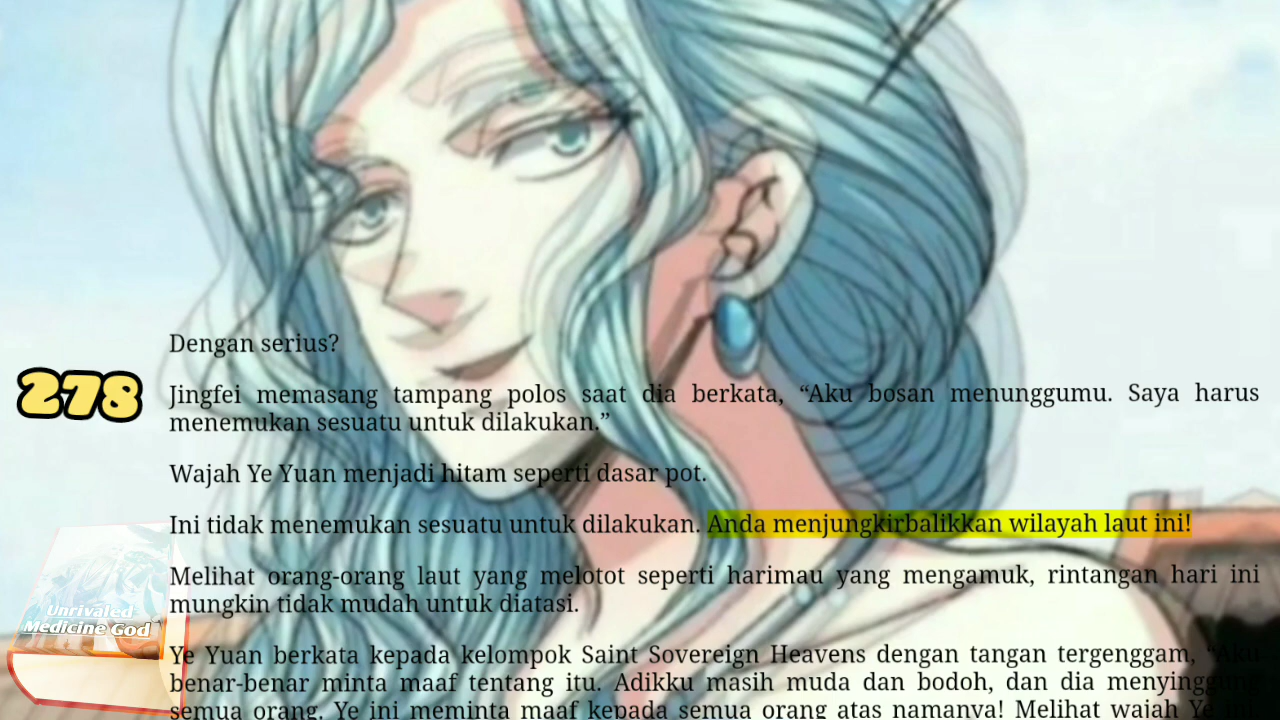 Dengan serius?
278
Jingfei memasang tampang polos saat dia berkata, “Aku bosan menunggumu. Saya harus
menemukan sesuatu untuk dilakukan.”
Wajah Ye Yuan menjadi hitam seperti dasar pot.
Ini tidak menemukan sesuatu untuk dilakukan. Anda menjungkirbalikkan wilayah laut ini!
Melihat orang-orang laut yang melotot seperti harimau yang mengamuk, rintangan hari ini
mungkin tidak mudah untuk diatasi.
Unrivaled
Medicine God
Ye Yuan berkata kepada kelompok Saint Sovereign Heavens dengan tangan tergenggam, “Aku
benar-benar minta maaf tentang itu. Adikku masih muda dan bodoh, dan dia menyinggung
semua orang. Ye ini meminta maaf kepada semua orang atas namanya! Melihat wajah Ye ini